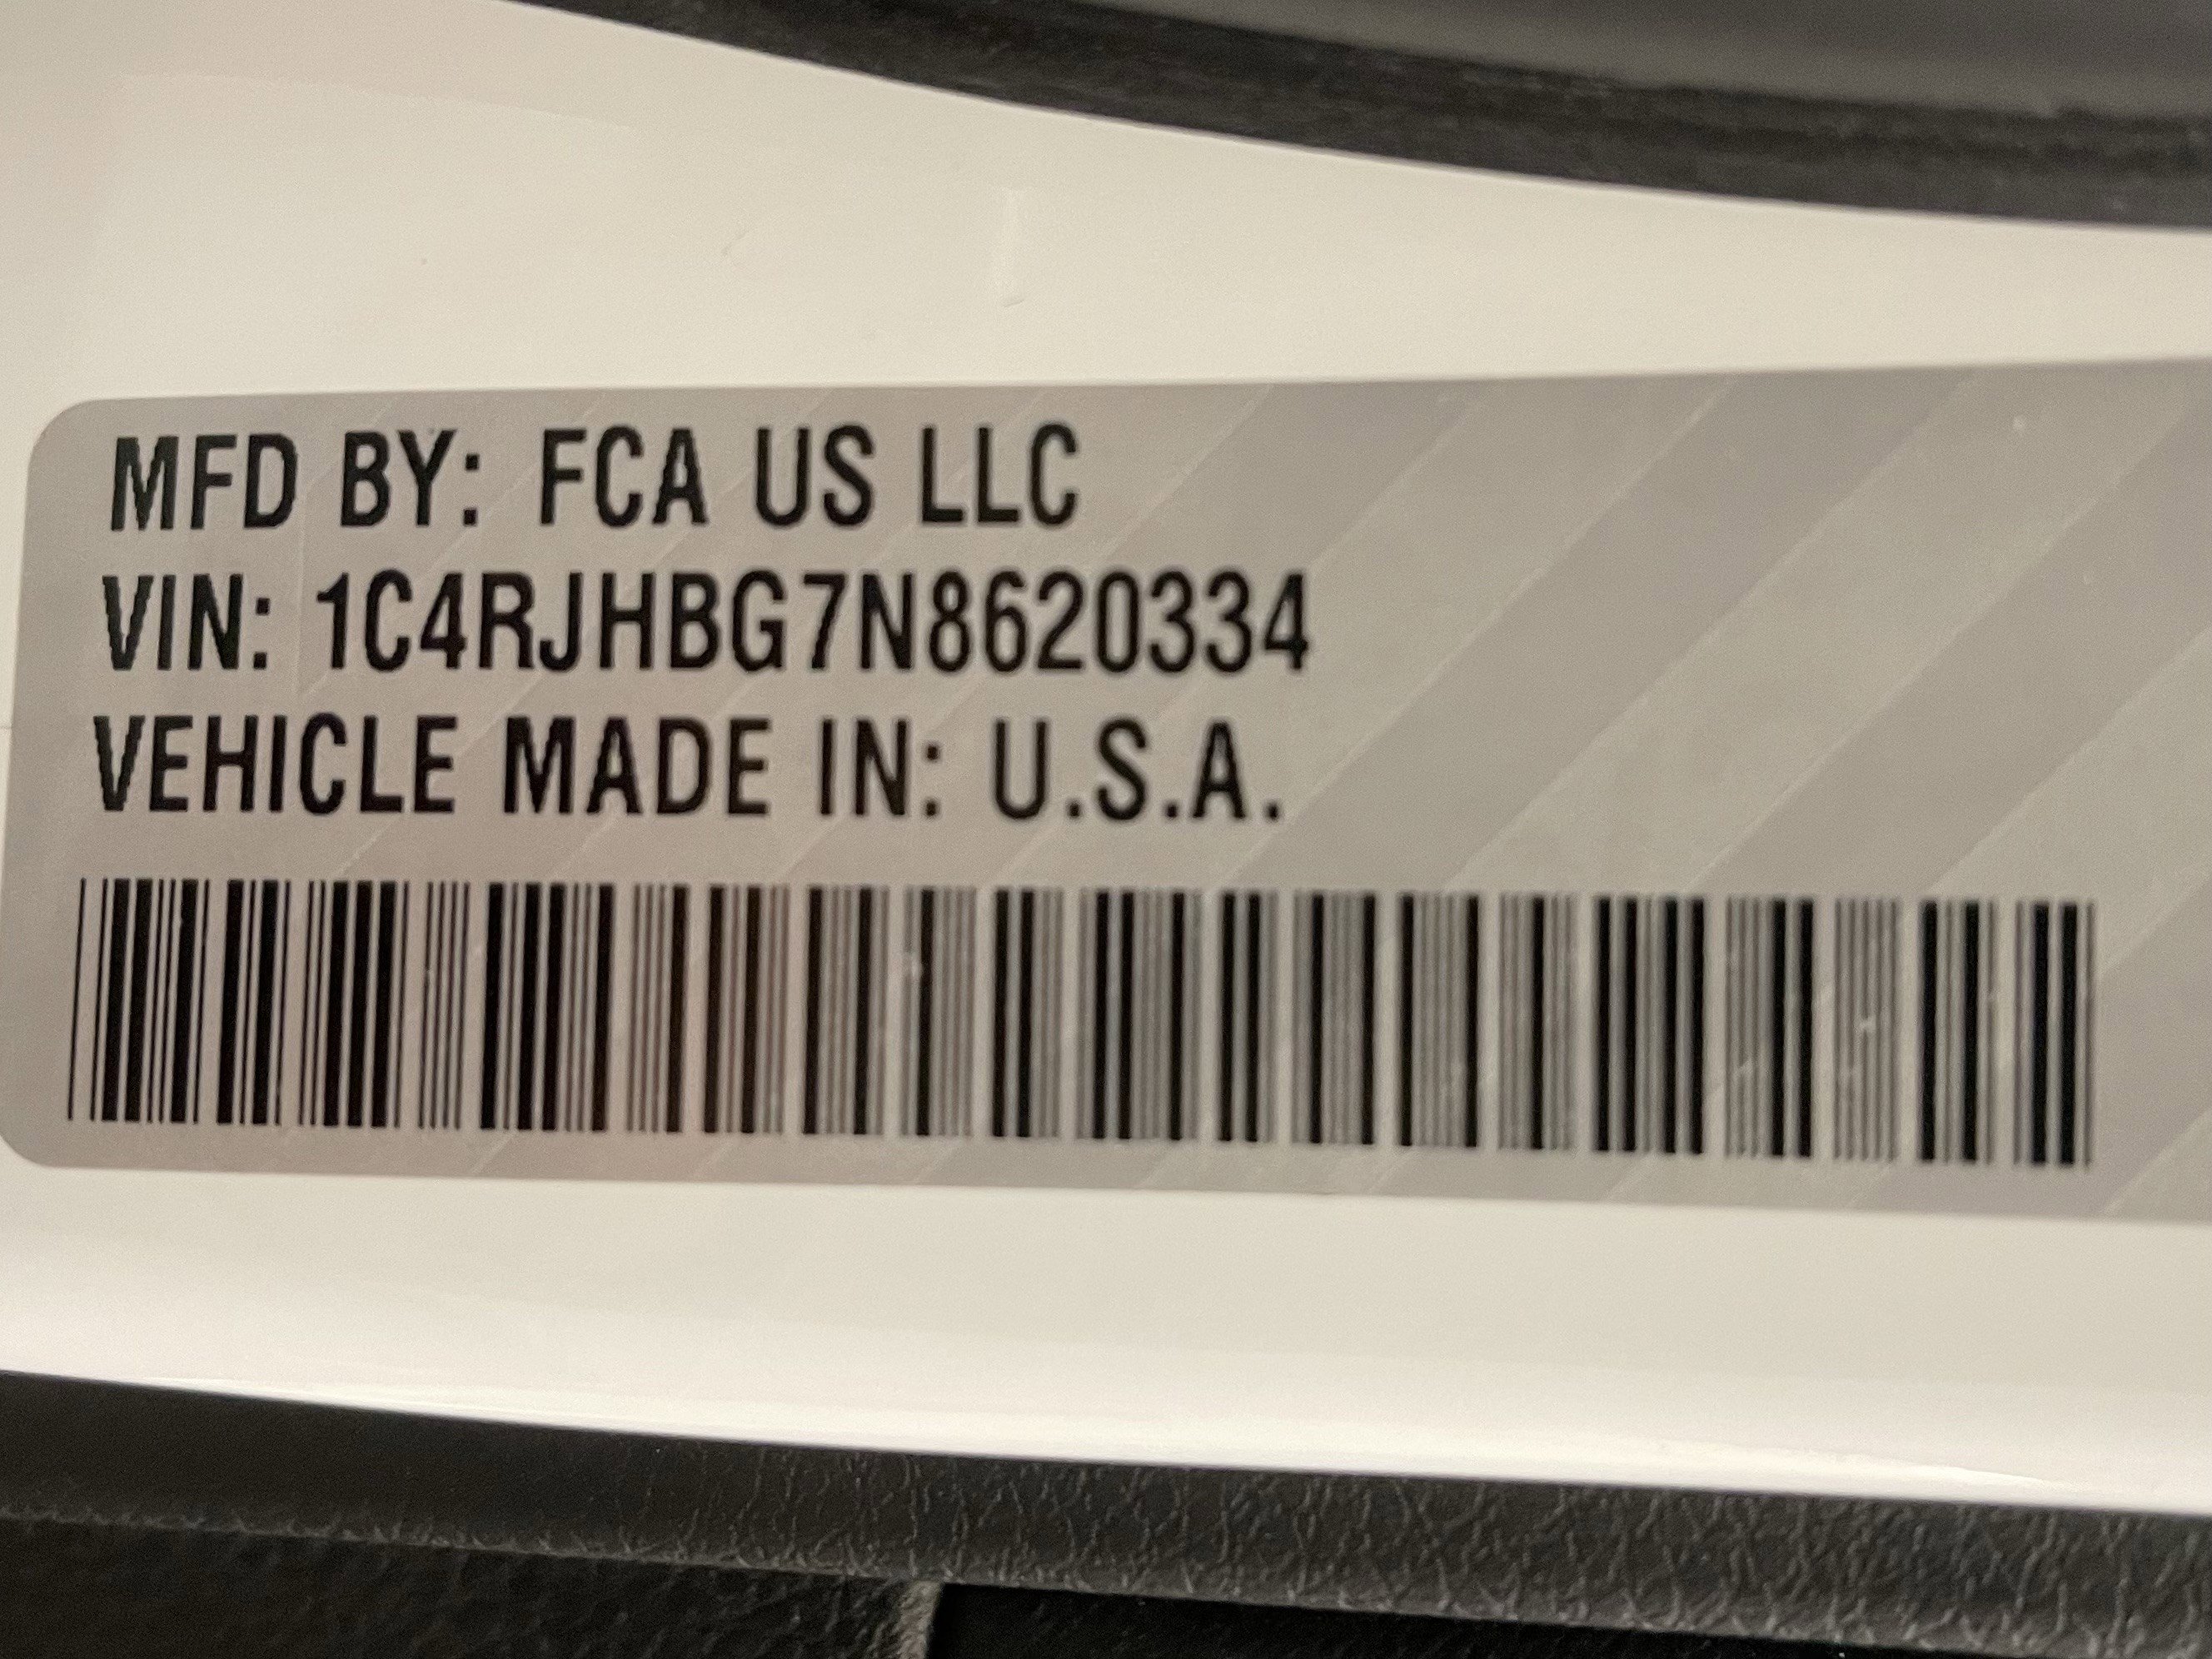 MFD BY: FCA US LLC
VIN: 1C4RJHBG7N8620334
VEHICLE MADE IN: U.S.A.